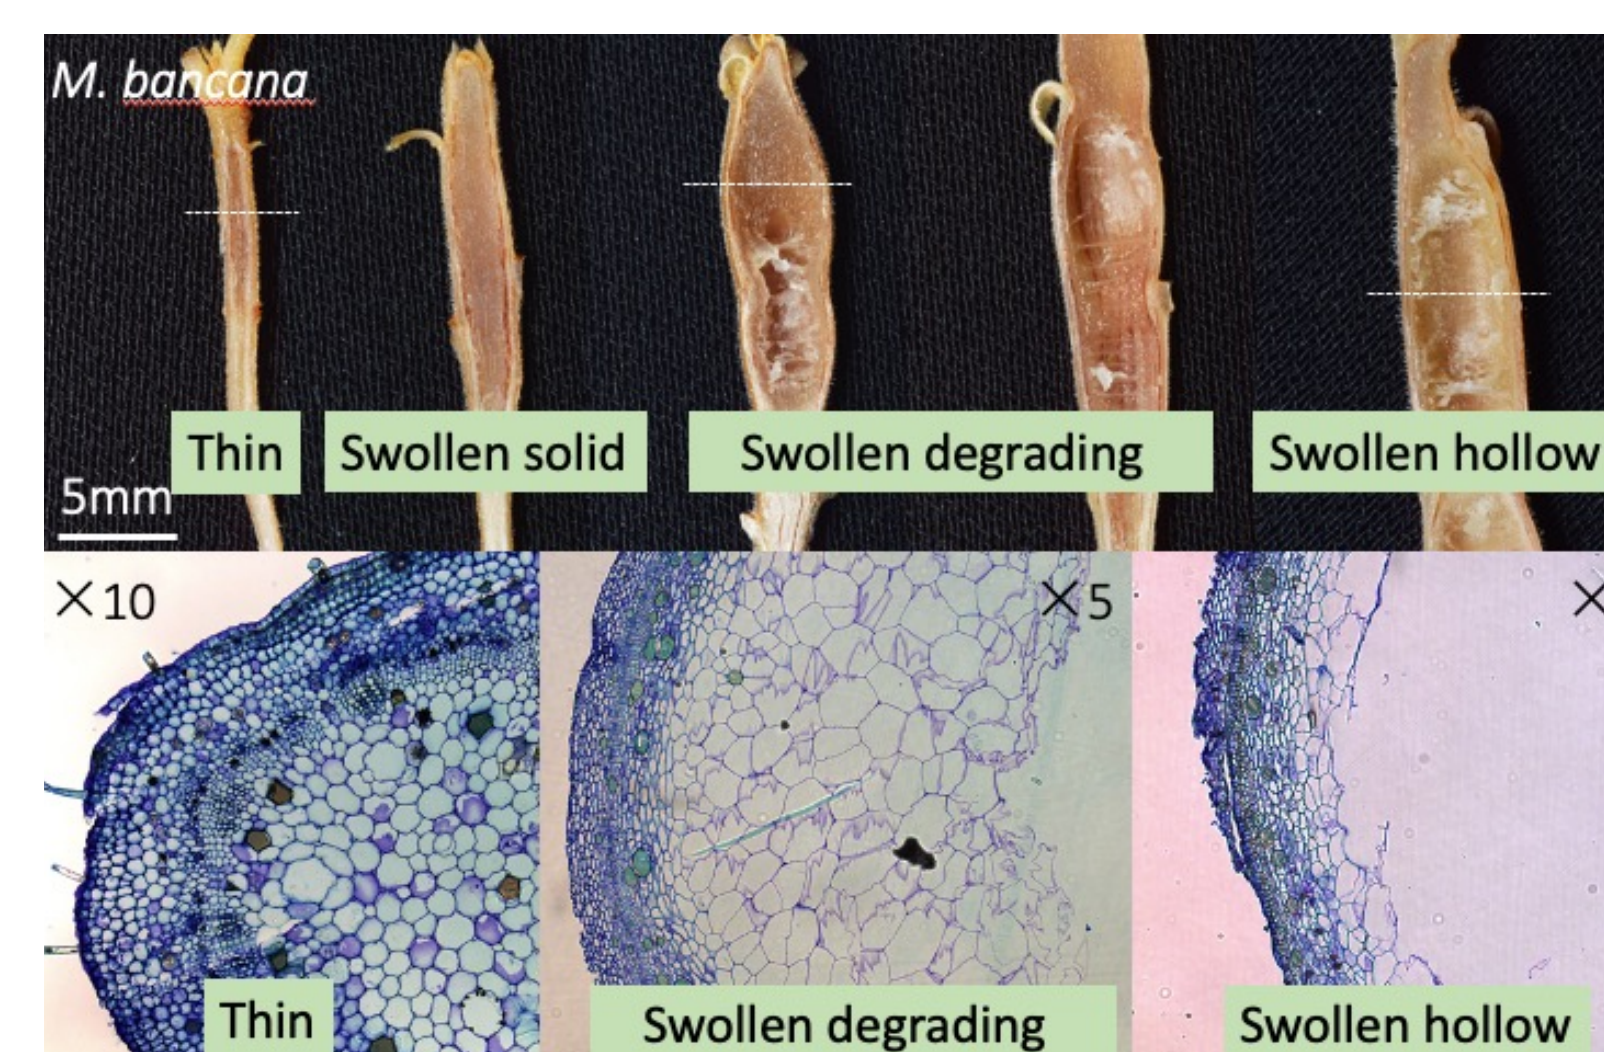 M. bancana
Thin
Swollen solid
Swollen degrading
Swollen hollow
5mm
×10
×5
×
Thin
Swollen degrading
Swollen hollow